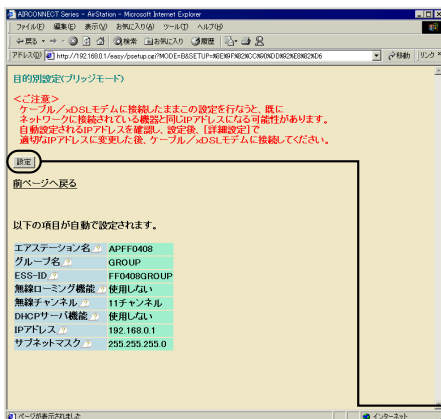 AIRCONNECT Series - AirStation - Microsoft Internet Explorer
ファイル(F) 編集(E) 表示(V) お気に入り(A) ツール(T) ヘルプ(H)
戻る 検索 お気に入り 履歴
アドレス(D) 移動 リンク
目的別設定(ブリッジモード)
<ご注意>
ケーブル/xDSLモデムに接続したままこの設定を行なうと、既に
ネットワークに接続されている機器と同じIPアドレスになる可能性があります。
自動設定されるIPアドレスを確認し、設定後、[詳細設定]で
適切なIPアドレスに変更した後、ケーブル/xDSLモデムに接続してください。
設定
前ページへ戻る
以下の項目が自動で設定されます。
エアステーション名 ? APFF0408
グループ名 ? GROUP
ESS-ID ? FF0408GROUP
無線ローミング機能 ? 使用しない
無線チャンネル ? 11チャンネル
DHCPサーバ機能 ? 使用しない
IPアドレス ? 192.168.0.1
サブネットマスク ? 255.255.255.0
ページが表示されました インターネット